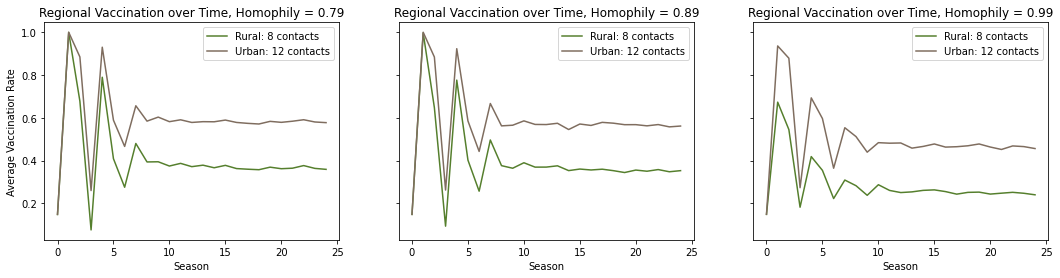 Regional Vaccination over Time, Homophily = 0.79
Rural: 8 contacts
Urban: 12 contacts
1.0
0.8
0.6
0.4
0.2
Average Vaccination Rate
0 5 10 15 20 25
Season
Regional Vaccination over Time, Homophily = 0.89
Rural: 8 contacts
Urban: 12 contacts
0 5 10 15 20 25
Season
Regional Vaccination over Time, Homophily = 0.99
Rural: 8 contacts
Urban: 12 contacts
0 5 10 15 20 25
Season